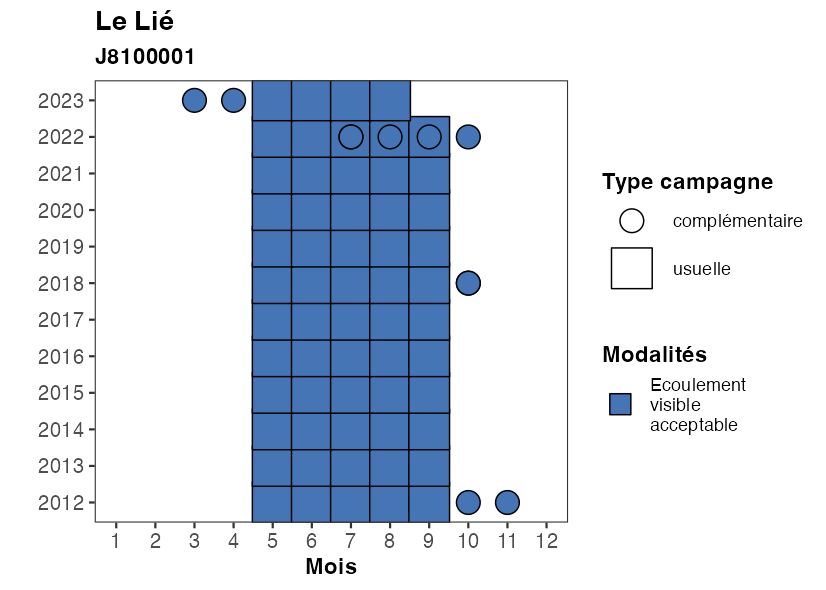 Le Lié
J8100001
2023
2022
2021
2020
2019
2018
2017
2016
2015
2014
2013
2012
1 2 3 4 5 6 7 8 9 10 11 12
Mois
Type campagne
complémentaire
usuelle
Modalités
Ecoulement
visible
acceptable